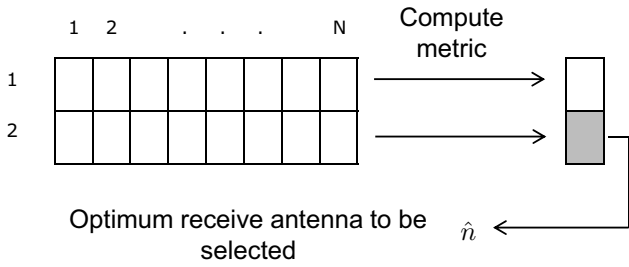 1 2 . . . N
Compute
metric
1
2
Optimum receive antenna to be
selected
n̂